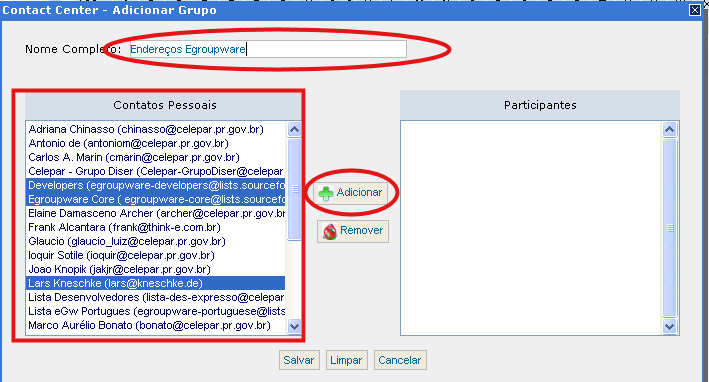 Contact Center - Adicionar Grupo
Nome Completo: Endereços Egroupware
Contatos Pessoais
Adriana Chinasso (chinasso@celepar.pr.gov.br)
Antonio de (antoniom@celepar.pr.gov.br)
Carlos A. Marin (cmarin@celepar.pr.gov.br)
Celepar - Grupo Diser (Celepar-GrupoDiser@celepar
Developers (egroupware-developers@lists.sourcefo
Egroupware Core ( egroupware-core@lists.sourcefo
Elaine Damasceno Archer (archer@celepar.pr.gov.br)
Frank Alcantara (frank@think-e.com.br)
Glaucio (glaucio_luiz@celepar.pr.gov.br)
Ioquir Sotile (ioquir@celepar.pr.gov.br)
Joao Knopik (jakjr@celepar.pr.gov.br)
Lars Kneschke (lars@kneschke.de)
Lista Desenvolvedores (lista-des-expresso@celepar
Lista eGw Portugues (egroupware-portuguese@lists
Marco Aurélio Bonato (bonato@celepar.pr.gov.br)
Adicionar
Remover
Participantes
Salvar Limpar Cancelar